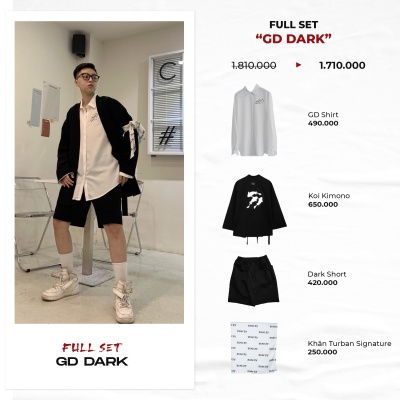 FULL SET
"GD DARK"
1.810.000 ▸ 1.710.000
GD Shirt
490.000
Koi Kimono
650.000
Dark Short
420.000
Khăn Turban Signature
250.000
C
#
FULL SET
GD DARK